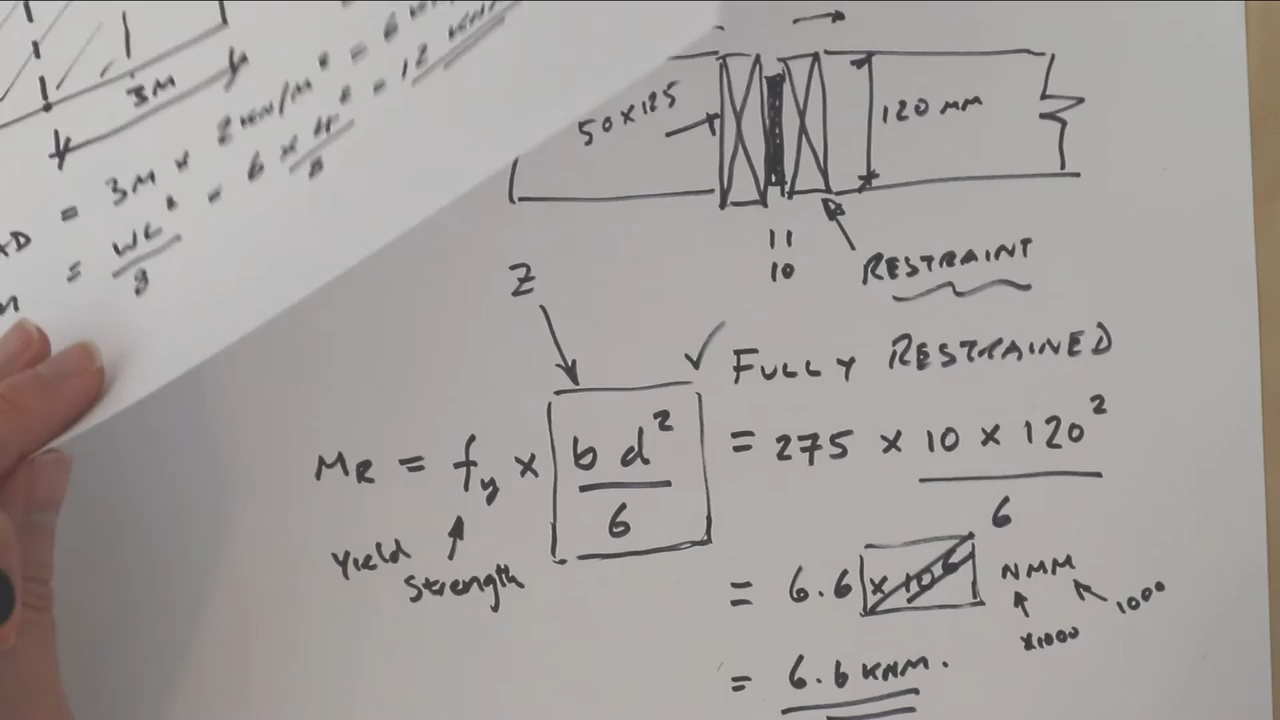 3M
= 3M × 2KN/M² = 6
= WL² / 8 = 6 × 4² / 8 = 12 KNM
50×125
120 MM
11
10
RESTRAINT
Z
✓ FULLY RESTRAINED
MR = fy × bd² / 6 = 275 × 10 × 120² / 6
Yield
Strength
= 6.6 ×10⁶ NMM
×1000
1000
= 6.6 KNM.